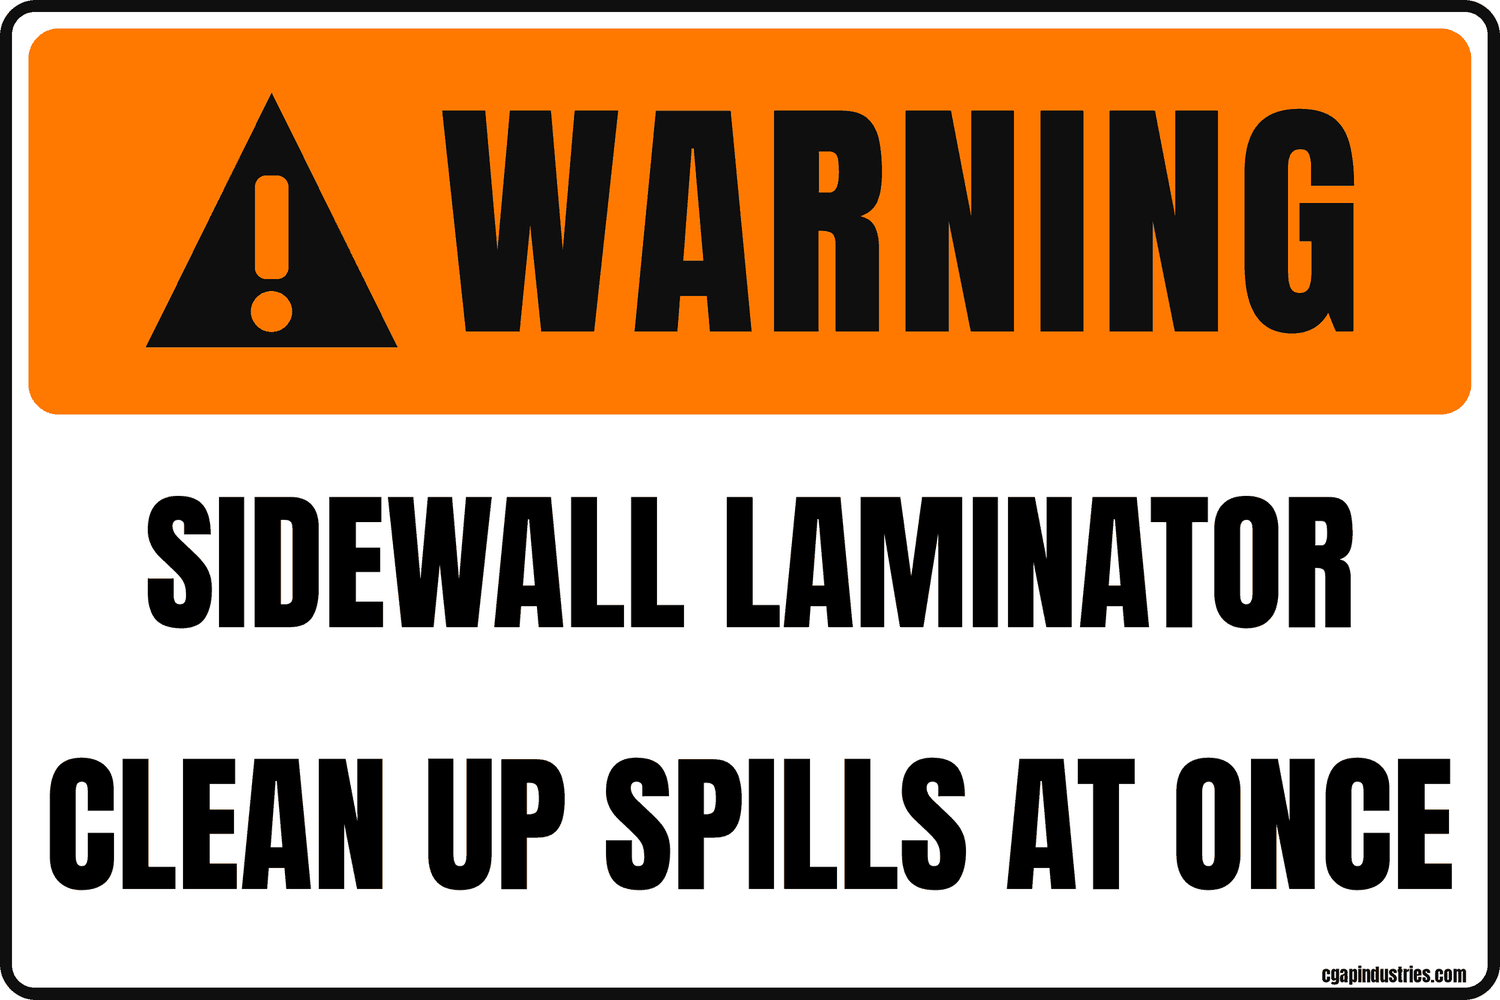 WARNING
SIDEWALL LAMINATOR
CLEAN UP SPILLS AT ONCE
cgapindustries.com